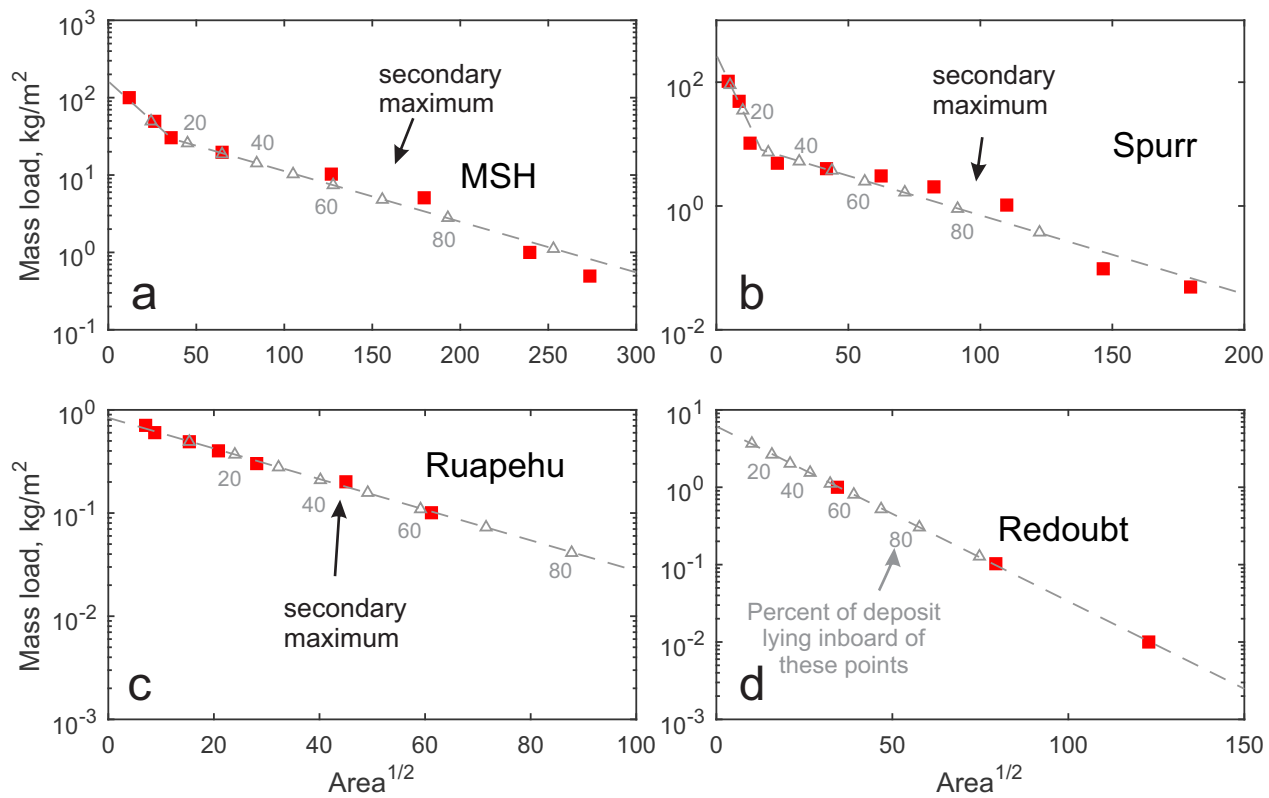 10^3
10^2
10^1
10^0
10^-1
Mass load, kg/m^2
secondary
maximum
MSH
20
40
60
80
a
0
50
100
150
200
250
300
10^2
10^0
10^-2
secondary
maximum
Spurr
20
40
60
80
b
0
50
100
150
200
10^0
10^-1
10^-2
10^-3
Mass load, kg/m^2
Ruapehu
20
40
60
80
secondary
maximum
c
0
20
40
60
80
100
Area^1/2
10^1
10^0
10^-1
10^-2
10^-3
20
40
60
80
Redoubt
Percent of deposit
lying inboard of
these points
d
0
50
100
150
Area^1/2